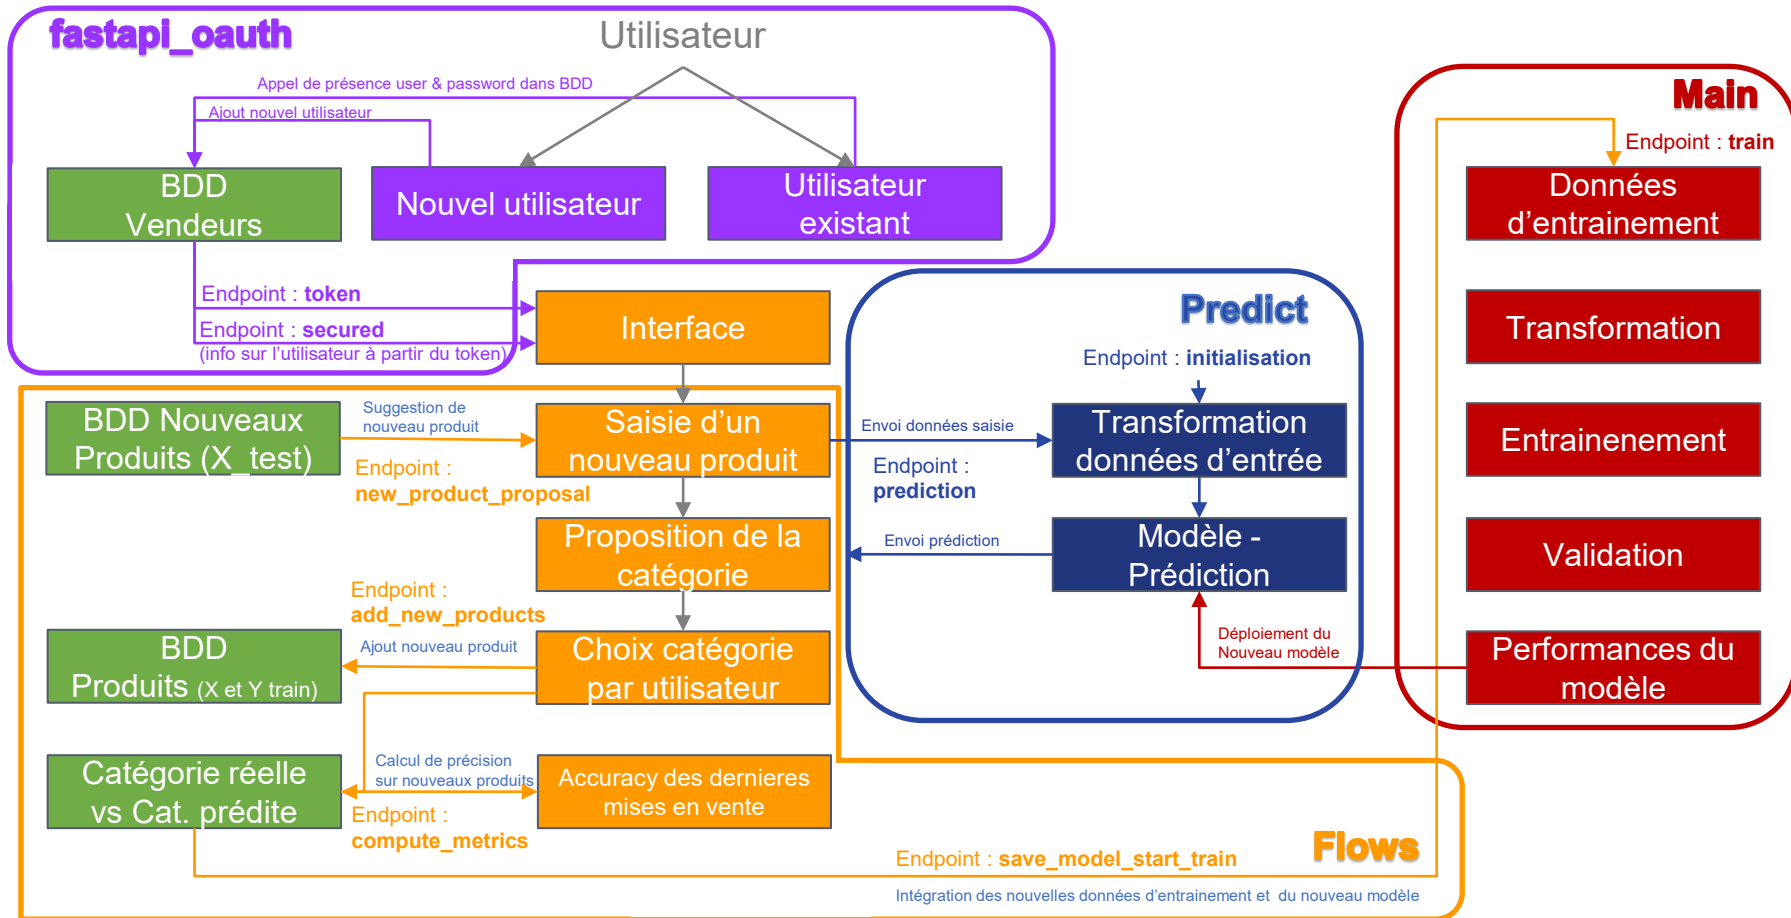 fastapi_oauth
Utilisateur
Appel de présence user & password dans BDD
Ajout nouvel utilisateur
BDD
Vendeurs
Nouvel utilisateur
Utilisateur
existant
Endpoint : token
Endpoint : secured
(info sur l'utilisateur à partir du token)
Interface
BDD Nouveaux
Produits (X_test)
Suggestion de
nouveau produit
Endpoint :
new_product_proposal
Saisie d'un
nouveau produit
Proposition de la
catégorie
Endpoint :
add_new_products
Ajout nouveau produit
BDD
Produits (X et Y train)
Choix catégorie
par utilisateur
Catégorie réelle
vs Cat. prédite
Calcul de précision
sur nouveaux produits
Endpoint :
compute_metrics
Accuracy des dernieres
mises en vente
Flows
Endpoint : save_model_start_train
Intégration des nouvelles données d'entrainement et  du nouveau modèle
Predict
Endpoint : initialisation
Envoi données saisie
Endpoint :
prediction
Transformation
données d'entrée
Envoi prédiction
Modèle -
Prédiction
Déploiement du
Nouveau modèle
Main
Endpoint : train
Données
d'entrainement
Transformation
Entrainenement
Validation
Performances du
modèle